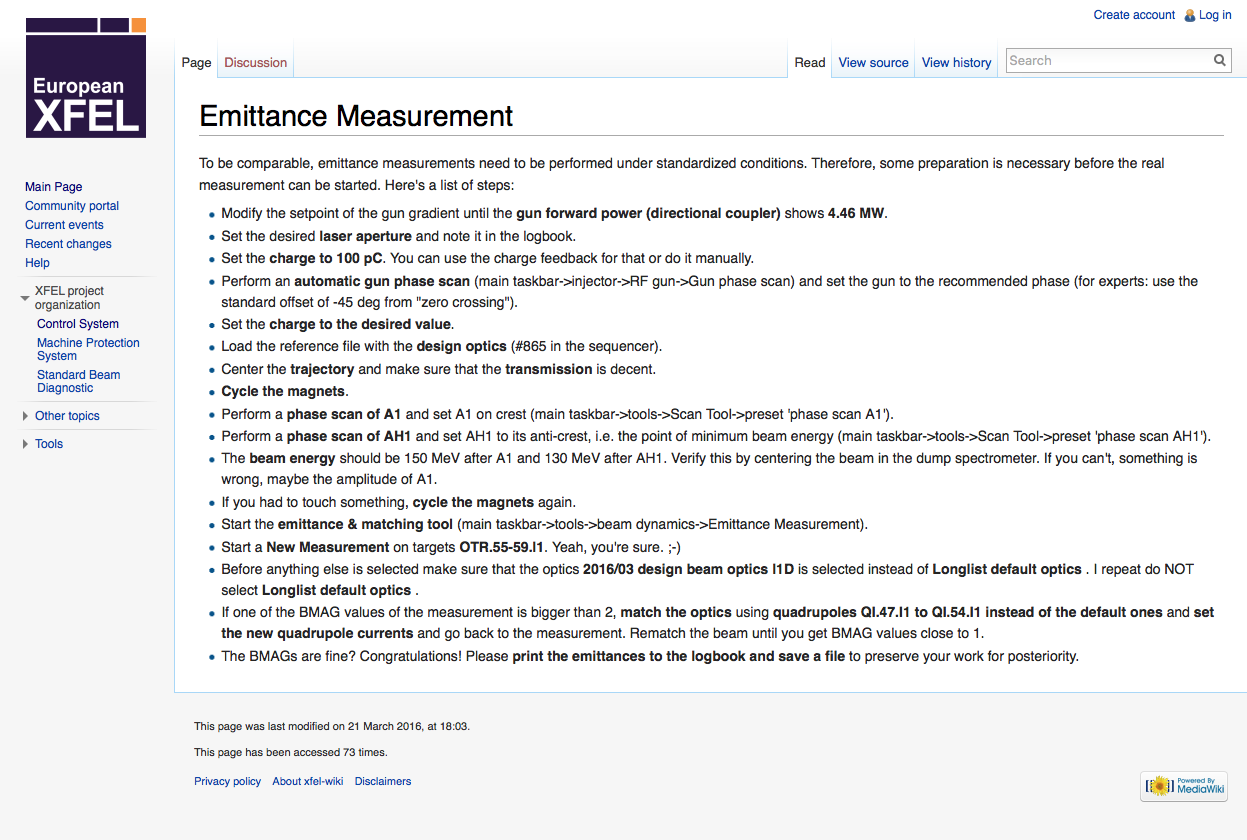 Create account Log in
European
XFEL
Page Discussion Read View source View history Search
Emittance Measurement
To be comparable, emittance measurements need to be performed under standardized conditions. Therefore, some preparation is necessary before the real
measurement can be started. Here's a list of steps:
Modify the setpoint of the gun gradient until the gun forward power (directional coupler) shows 4.46 MW.
Set the desired laser aperture and note it in the logbook.
Set the charge to 100 pC. You can use the charge feedback for that or do it manually.
Perform an automatic gun phase scan (main taskbar->injector->RF gun->Gun phase scan) and set the gun to the recommended phase (for experts: use the
standard offset of -45 deg from "zero crossing").
Set the charge to the desired value.
Load the reference file with the design optics (#865 in the sequencer).
Center the trajectory and make sure that the transmission is decent.
Cycle the magnets.
Perform a phase scan of A1 and set A1 on crest (main taskbar->tools->Scan Tool->preset 'phase scan A1').
Perform a phase scan of AH1 and set AH1 to its anti-crest, i.e. the point of minimum beam energy (main taskbar->tools->Scan Tool->preset 'phase scan AH1').
The beam energy should be 150 MeV after A1 and 130 MeV after AH1. Verify this by centering the beam in the dump spectrometer. If you can't, something is
wrong, maybe the amplitude of A1.
If you had to touch something, cycle the magnets again.
Start the emittance & matching tool (main taskbar->tools->beam dynamics->Emittance Measurement).
Start a New Measurement on targets OTR.55-59.I1. Yeah, you're sure. ;-)
Before anything else is selected make sure that the optics 2016/03 design beam optics I1D is selected instead of Longlist default optics . I repeat do NOT
select Longlist default optics .
If one of the BMAG values of the measurement is bigger than 2, match the optics using quadrupoles QI.47.I1 to QI.54.I1 instead of the default ones and set
the new quadrupole currents and go back to the measurement. Rematch the beam until you get BMAG values close to 1.
The BMAGs are fine? Congratulations! Please print the emittances to the logbook and save a file to preserve your work for posteriority.
Main Page
Community portal
Current events
Recent changes
Help
XFEL project
organization
Control System
Machine Protection
System
Standard Beam
Diagnostic
Other topics
Tools
This page was last modified on 21 March 2016, at 18:03.
This page has been accessed 73 times.
Privacy policy About xfel-wiki Disclaimers
Powered By
MediaWiki